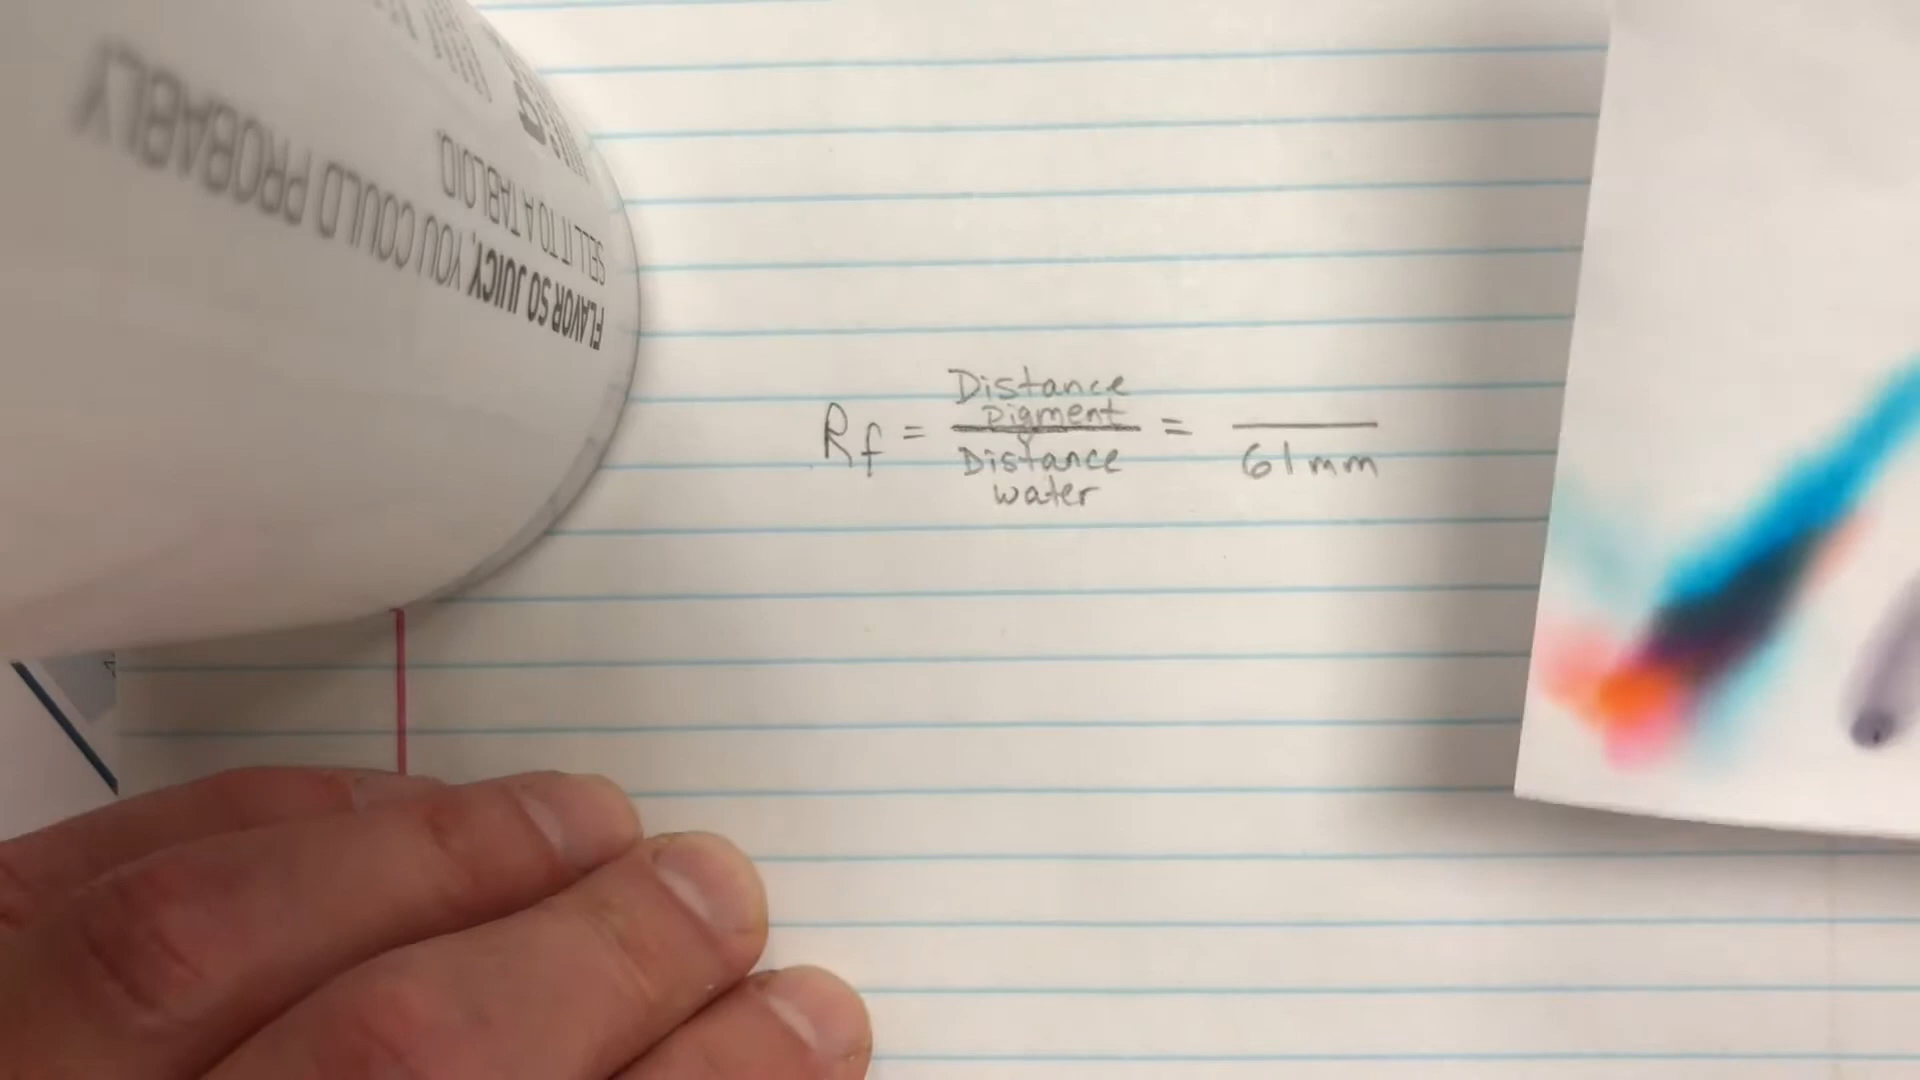 FLAVOR SO JUICY, YOU COULD PROBABLY
SELL IT TO A TABLOID.
Rf = Distance pigment / Distance water = / 61mm